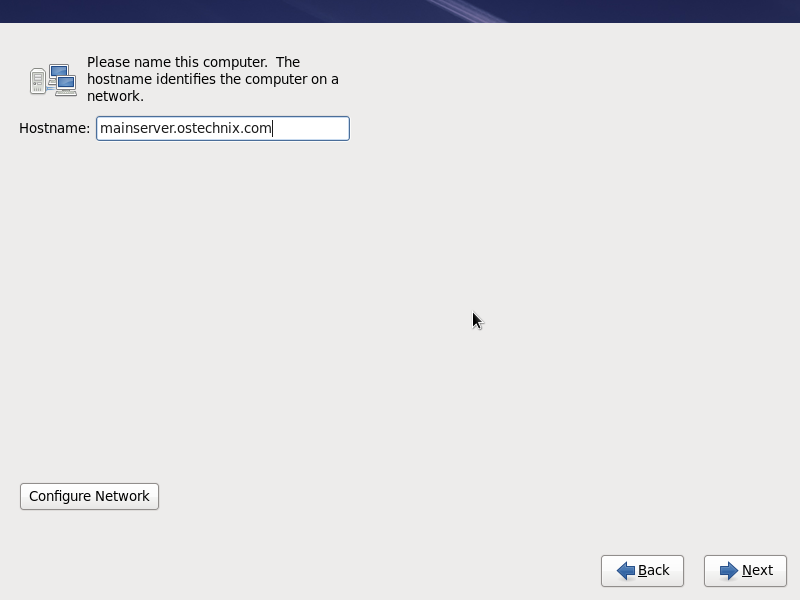 Please name this computer.  The
hostname identifies the computer on a
network.
Hostname: mainserver.ostechnix.com
Configure Network
Back
Next